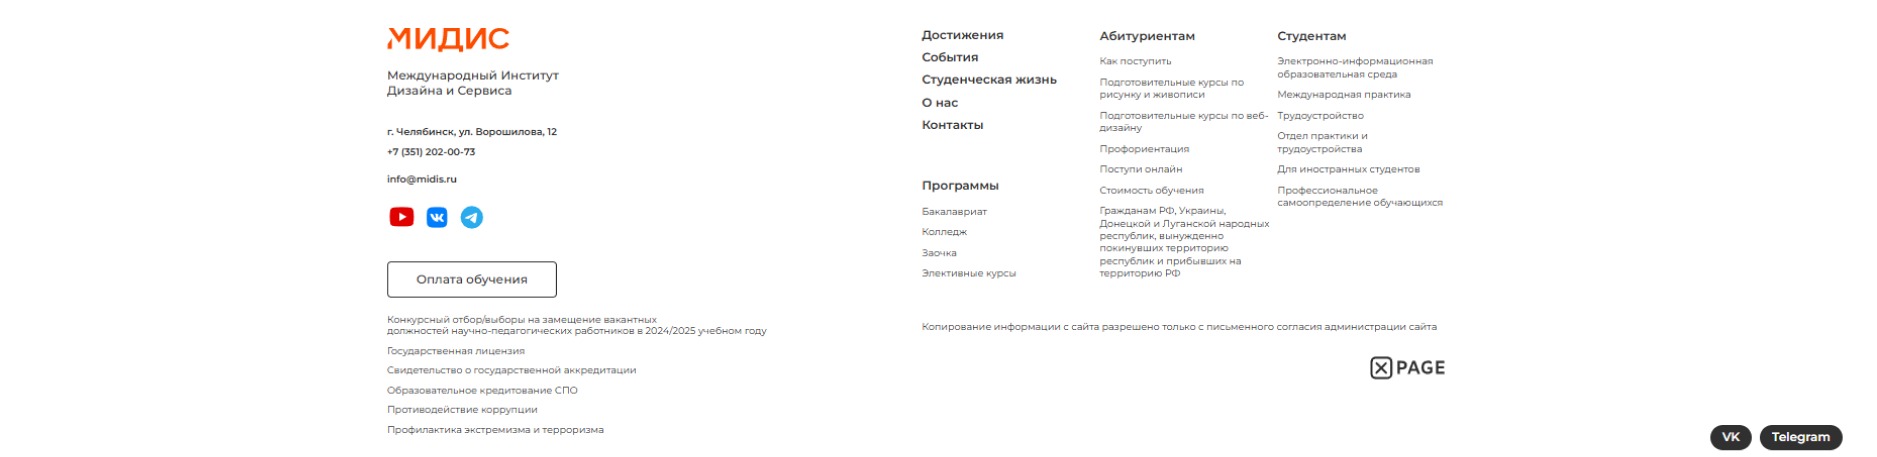 МИДИС
Международный Институт
Дизайна и Сервиса
г. Челябинск, ул. Ворошилова, 12
+7 (351) 202-00-73
info@midis.ru
Оплата обучения
Конкурсный отбор/выборы на замещение вакантных
должностей научно-педагогических работников в 2024/2025 учебном году
Государственная лицензия
Свидетельство о государственной аккредитации
Образовательное кредитование СПО
Противодействие коррупции
Профилактика экстремизма и терроризма
Достижения
События
Студенческая жизнь
О нас
Контакты
Программы
Бакалавриат
Колледж
Заочка
Элективные курсы
Абитуриентам
Как поступить
Подготовительные курсы по
рисунку и живописи
Подготовительные курсы по веб-
дизайну
Профориентация
Поступи онлайн
Стоимость обучения
Гражданам РФ, Украины,
Донецкой и Луганской народных
республик, вынужденно
покинувших территорию
республик и прибывших на
территорию РФ
Студентам
Электронно-информационная
образовательная среда
Международная практика
Трудоустройство
Отдел практики и
трудоустройства
Для иностранных студентов
Профессиональное
самоопределение обучающихся
Копирование информации с сайта разрешено только с письменного согласия администрации сайта
X PAGE
VK
Telegram